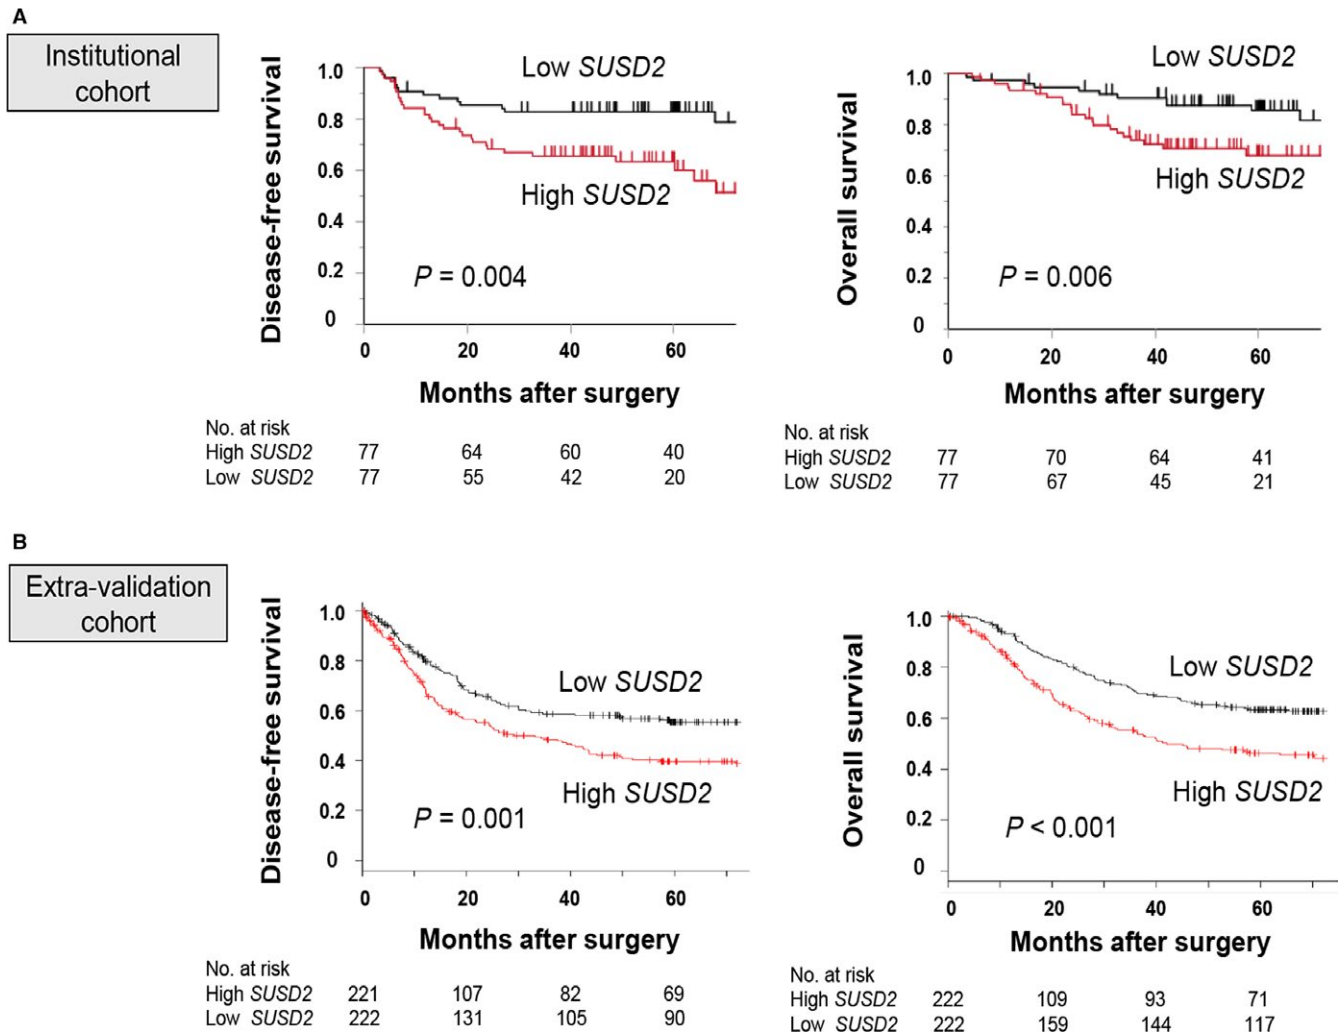 A
Institutional
cohort
Disease-free survival
1.0
0.8
0.6
0.4
0.2
0
Low SUSD2
High SUSD2
P = 0.004
0 20 40 60
Months after surgery
No. at risk
High SUSD2 77 64 60 40
Low SUSD2 77 55 42 20
Overall survival
1.0
0.8
0.6
0.4
0.2
0
Low SUSD2
High SUSD2
P = 0.006
0 20 40 60
Months after surgery
No. at risk
High SUSD2 77 70 64 41
Low SUSD2 77 67 45 21
B
Extra-validation
cohort
Disease-free survival
1.0
0.8
0.6
0.4
0.2
0
Low SUSD2
High SUSD2
P = 0.001
0 20 40 60
Months after surgery
No. at risk
High SUSD2 221 107 82 69
Low SUSD2 222 131 105 90
Overall survival
1.0
0.8
0.6
0.4
0.2
0
Low SUSD2
High SUSD2
P < 0.001
0 20 40 60
Months after surgery
No. at risk
High SUSD2 222 109 93 71
Low SUSD2 222 159 144 117